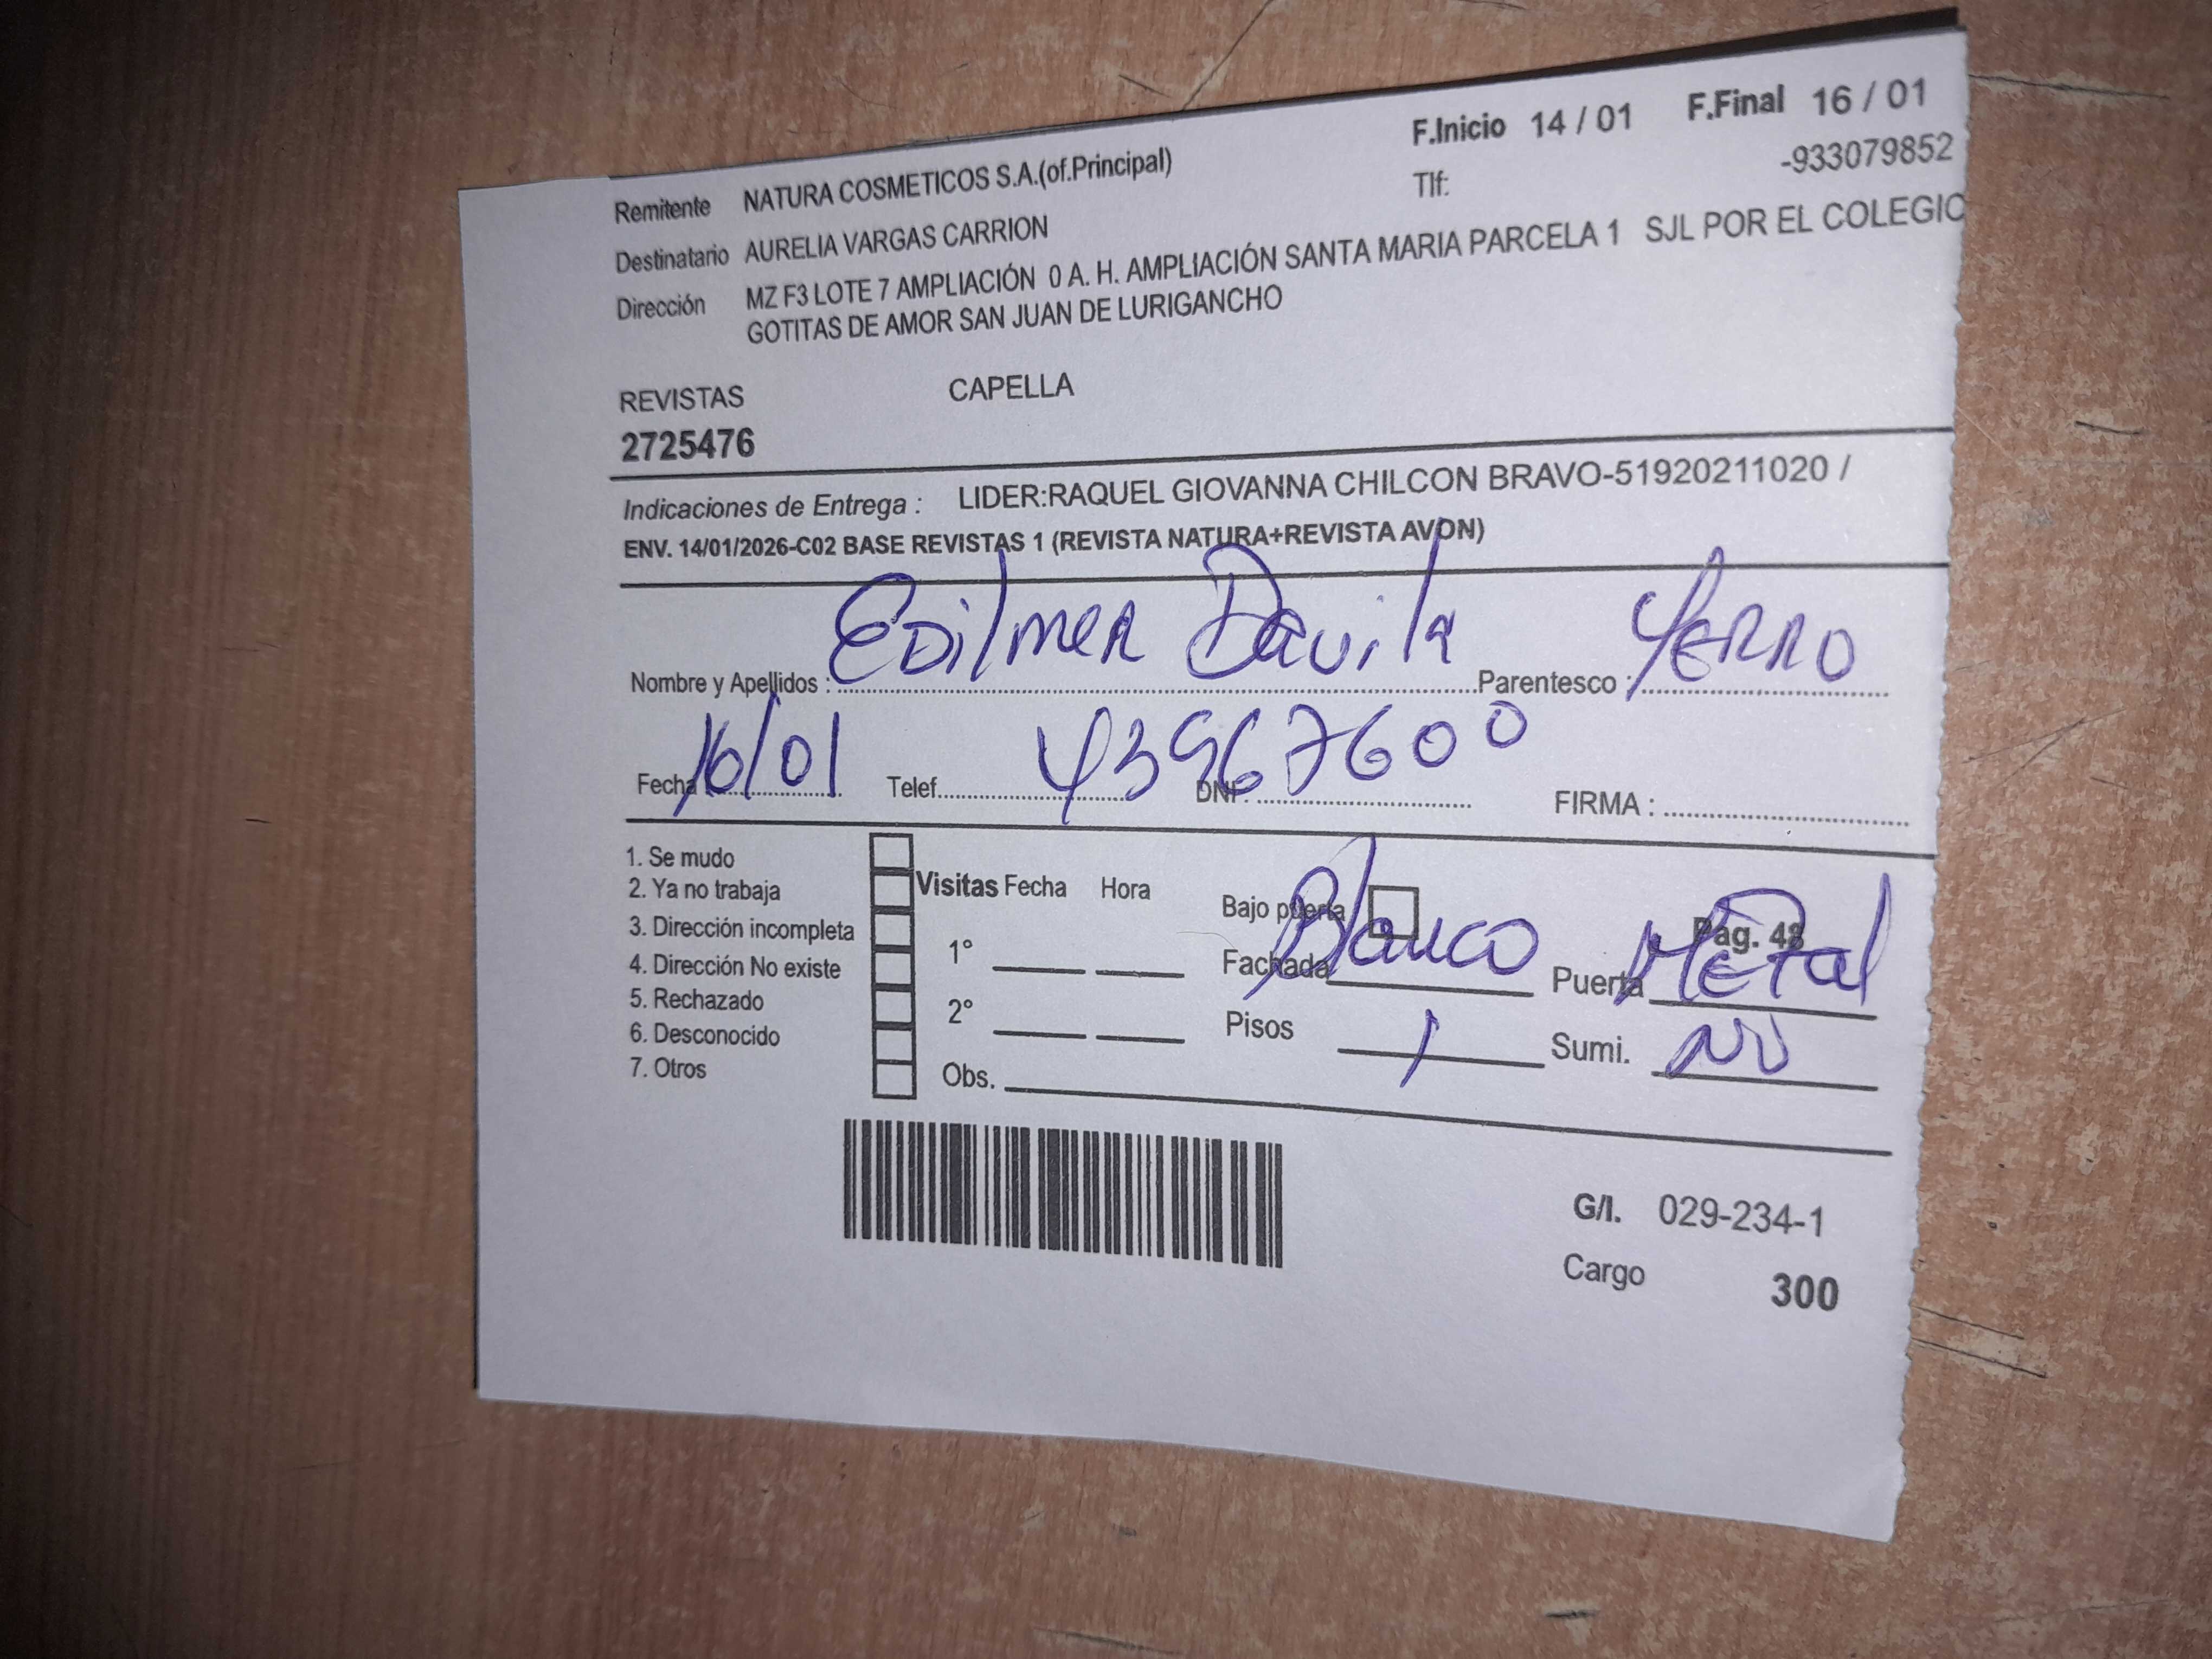 F.Inicio 14 / 01 F.Final 16 / 01
Remitente NATURA COSMETICOS S.A.(of.Principal) Tlf: -933079852
Destinatario AURELIA VARGAS CARRION
Dirección MZ F3 LOTE 7 AMPLIACIÓN 0 A. H. AMPLIACIÓN SANTA MARIA PARCELA 1 SJL POR EL COLEGIO
GOTITAS DE AMOR SAN JUAN DE LURIGANCHO
REVISTAS CAPELLA
2725476
Indicaciones de Entrega : LIDER:RAQUEL GIOVANNA CHILCON BRAVO-51920211020 /
ENV. 14/01/2026-C02 BASE REVISTAS 1 (REVISTA NATURA+REVISTA AVON)
Nombre y Apellidos : Edilmer Davila Parentesco : Yerro
Fecha 16/01 Telef. DNI : 43967600 FIRMA :
1. Se mudo
2. Ya no trabaja Visitas Fecha Hora Bajo puerta Pag. 48
3. Dirección incompleta 1° Fachada Blanco Puerta Metal
4. Dirección No existe
5. Rechazado 2° Pisos 1 Sumi. NO
6. Desconocido
7. Otros Obs.
G/I. 029-234-1
Cargo 300